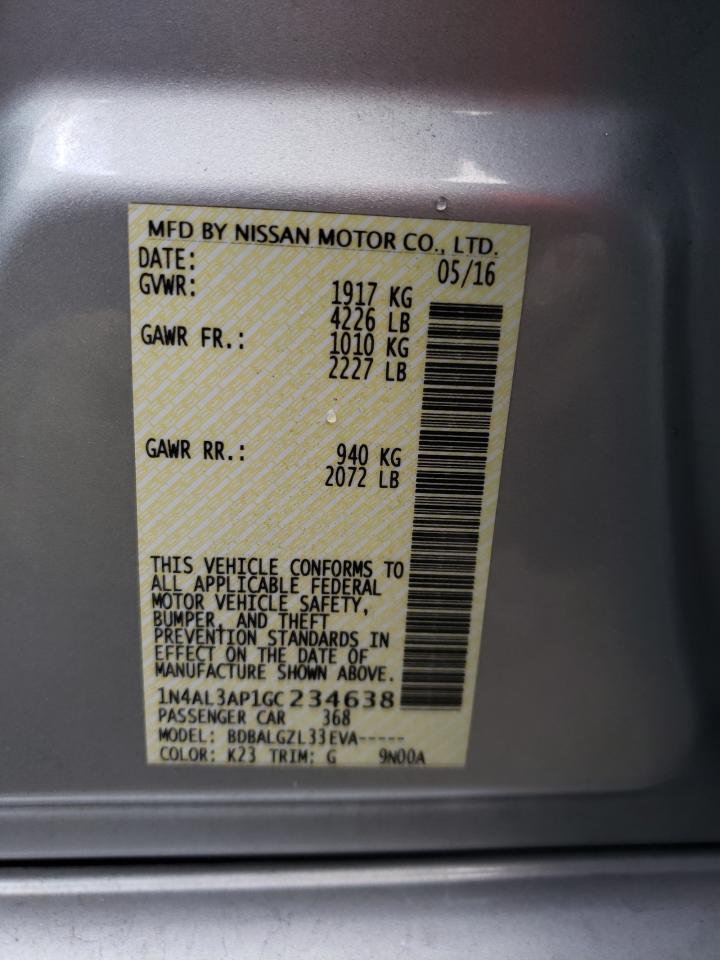 MFD BY NISSAN MOTOR CO., LTD.
DATE: 05/16
GVWR: 1917 KG
4226 LB
GAWR FR.: 1010 KG
2227 LB
GAWR RR.: 940 KG
2072 LB
THIS VEHICLE CONFORMS TO
ALL APPLICABLE FEDERAL
MOTOR VEHICLE SAFETY,
BUMPER, AND THEFT
PREVENTION STANDARDS IN
EFFECT ON THE DATE OF
MANUFACTURE SHOWN ABOVE.
1N4AL3AP1GC234638
PASSENGER CAR 368
MODEL: BDBALGZL33EVA-----
COLOR: K23 TRIM: G 9N00A